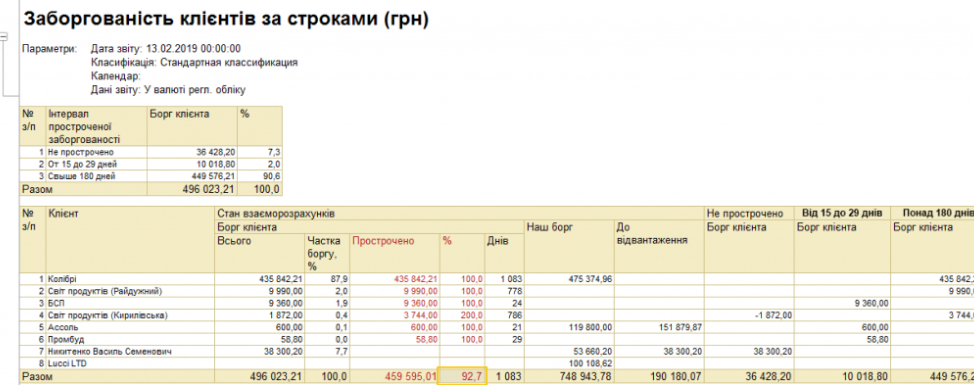 Заборгованість клієнтів за строками (грн)
Параметри: Дата звіту: 13.02.2019 00:00:00
Класифікація: Стандартная классификация
Календар:
Дані звіту: У валюті регл. обліку
№ з/п Інтервал простроченої заборгованості Борг клієнта %
1 Не прострочено 36 428,20 7,3
2 От 15 до 29 дней 10 018,80 2,0
3 Свыше 180 дней 449 576,21 90,6
Разом 496 023,21 100,0
№ з/п Клієнт Стан взаєморозрахунків Не прострочено Від 15 до 29 днів Понад 180 днів
Борг клієнта Наш борг До відвантаження Борг клієнта Борг клієнта Борг клієнта
Всього Частка боргу, % Прострочено % Днів
1 Колібрі 435 842,21 87,9 435 842,21 100,0 1 083 475 374,96 435 842,2
2 Світ продуктів (Райдужний) 9 990,00 2,0 9 990,00 100,0 778 9 990,0
3 БСП 9 360,00 1,9 9 360,00 100,0 24 9 360,00
4 Світ продуктів (Кирилівська) 1 872,00 0,4 3 744,00 200,0 786 -1 872,00 3 744,0
5 Ассоль 600,00 0,1 600,00 100,0 21 119 800,00 151 879,87 600,00
6 Промбуд 58,80 0,0 58,80 100,0 29 58,80
7 Никитенко Василь Семенович 38 300,20 7,7 53 660,20 38 300,20 38 300,20
8 Lucci LTD 100 108,62
Разом 496 023,21 100,0 459 595,01 92,7 1 083 748 943,78 190 180,07 36 428,20 10 018,80 449 576,2